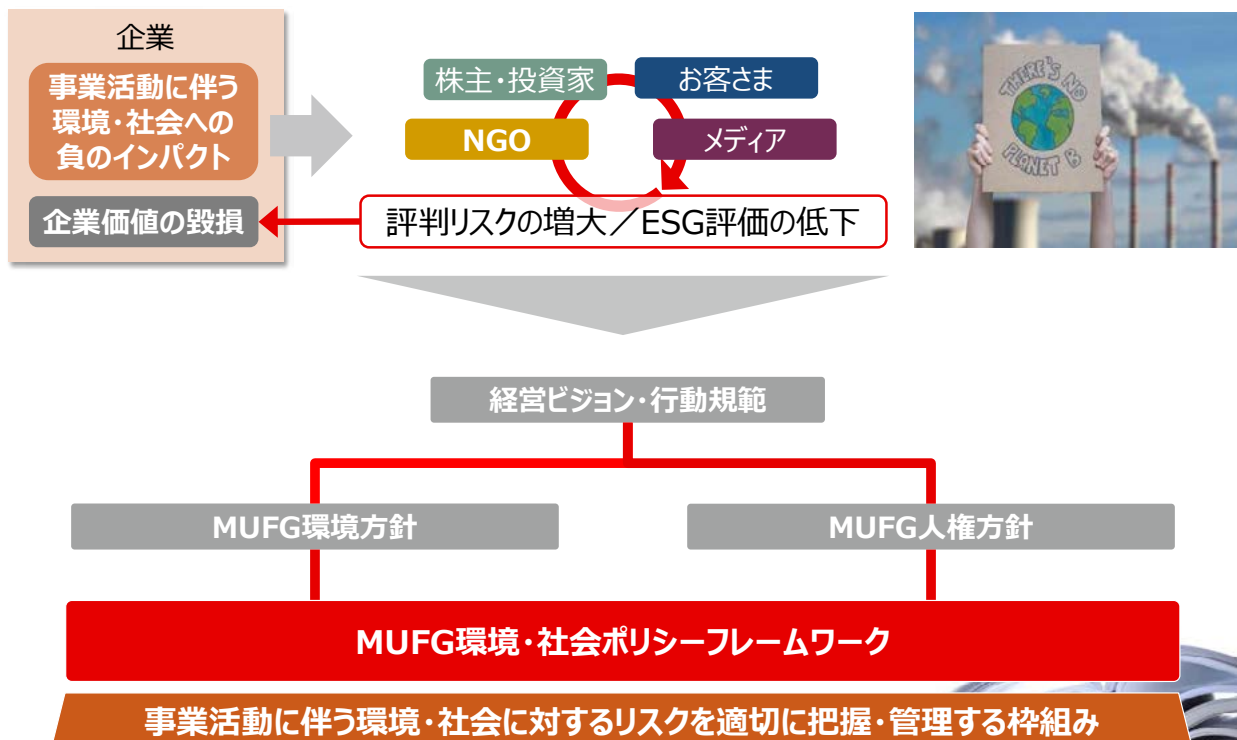 企業
事業活動に伴う
環境・社会への
負のインパクト
企業価値の毀損
株主・投資家
お客さま
NGO
メディア
評判リスクの増大／ESG評価の低下
THERE'S NO
PLANET B
経営ビジョン・行動規範
MUFG環境方針
MUFG人権方針
MUFG環境・社会ポリシーフレームワーク
事業活動に伴う環境・社会に対するリスクを適切に把握・管理する枠組み